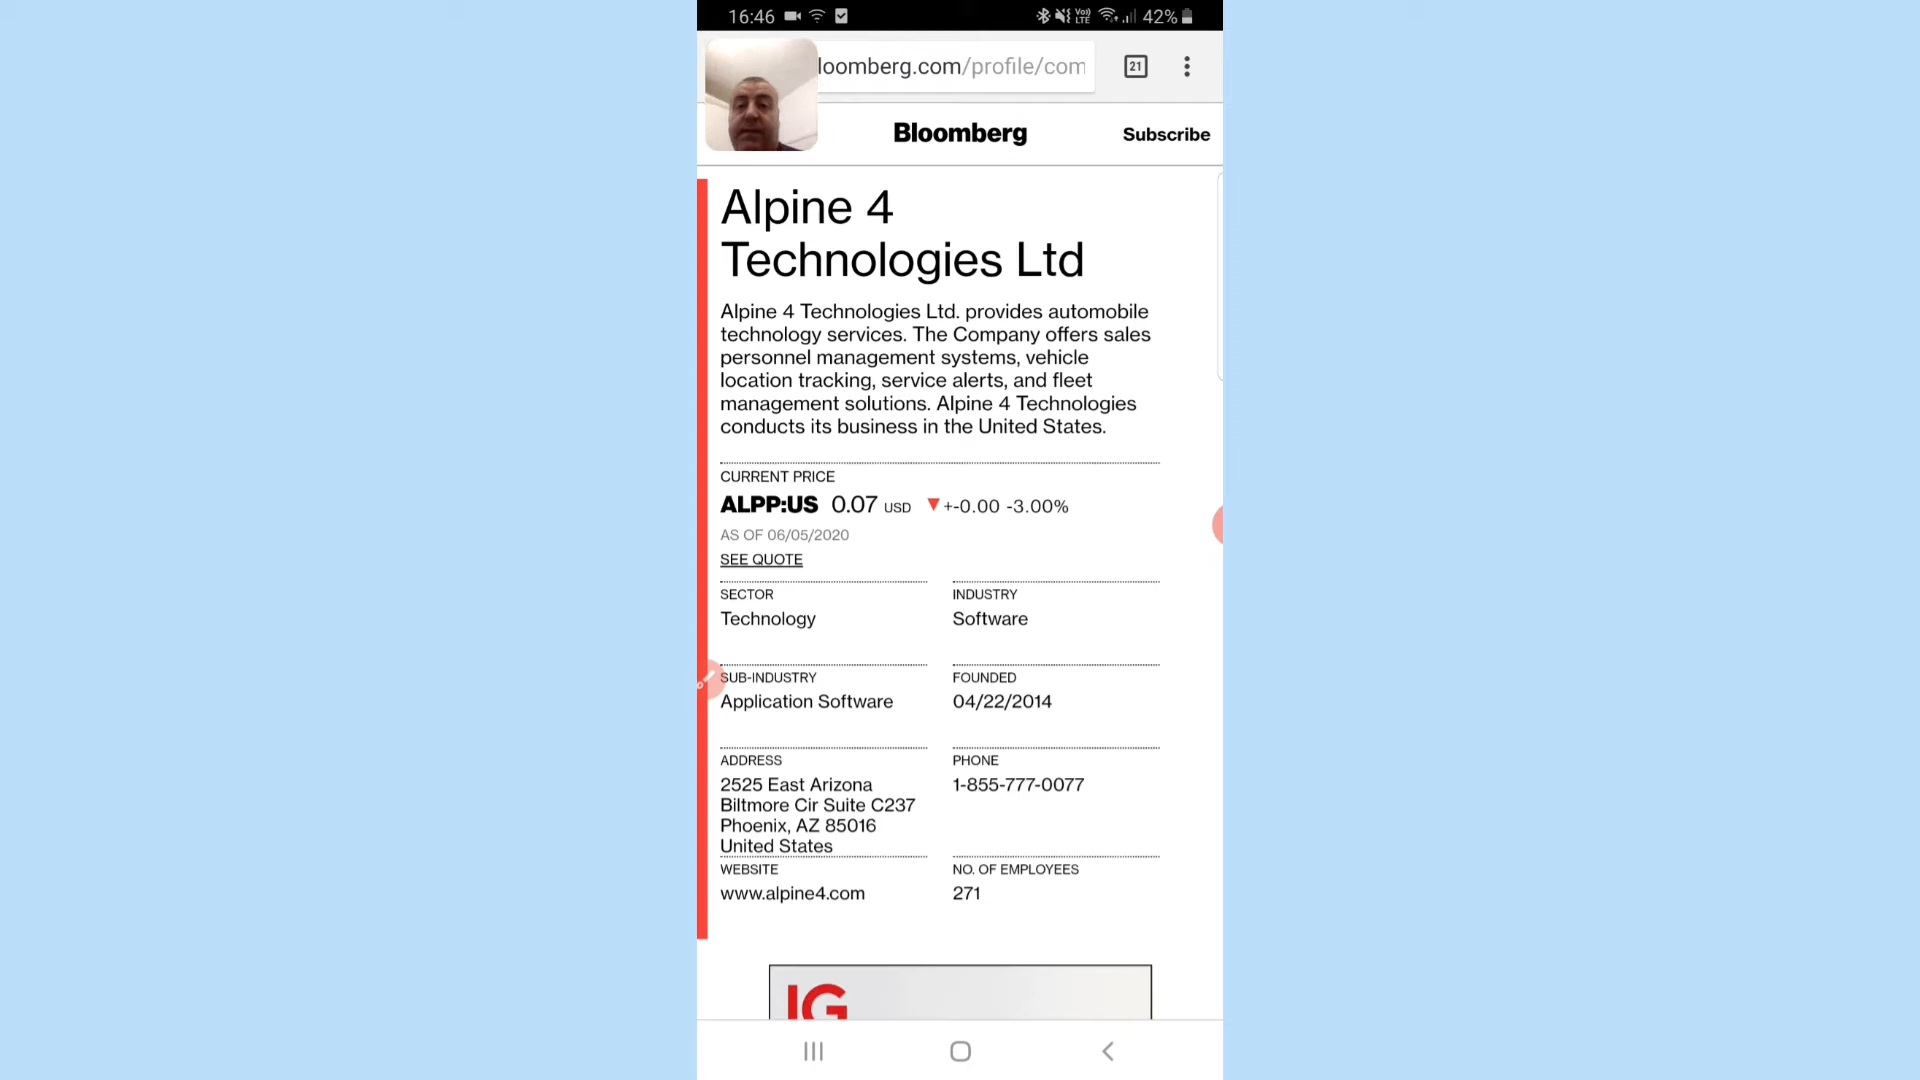 16:46
Vo)) LTE 42%
loomberg.com/profile/com
21
Bloomberg
Subscribe
Alpine 4
Technologies Ltd
Alpine 4 Technologies Ltd. provides automobile
technology services. The Company offers sales
personnel management systems, vehicle
location tracking, service alerts, and fleet
management solutions. Alpine 4 Technologies
conducts its business in the United States.
CURRENT PRICE
ALPP:US 0.07 USD ▼+-0.00 -3.00%
AS OF 06/05/2020
SEE QUOTE
SECTOR
Technology
INDUSTRY
Software
SUB-INDUSTRY
Application Software
FOUNDED
04/22/2014
ADDRESS
2525 East Arizona
Biltmore Cir Suite C237
Phoenix, AZ 85016
United States
PHONE
1-855-777-0077
WEBSITE
www.alpine4.com
NO. OF EMPLOYEES
271
IG